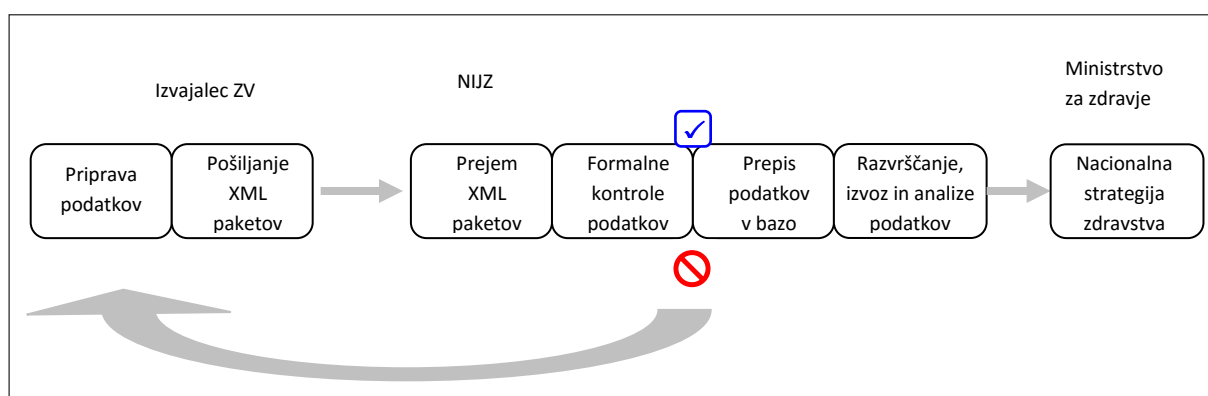 Izvajalec ZV
NIJZ
Ministrstvo
za zdravje
Priprava
podatkov
Pošiljanje
XML
paketov
Prejem
XML
paketov
Formalne
kontrole
podatkov
Prepis
podatkov
v bazo
Razvrščanje,
izvoz in analize
podatkov
Nacionalna
strategija
zdravstva